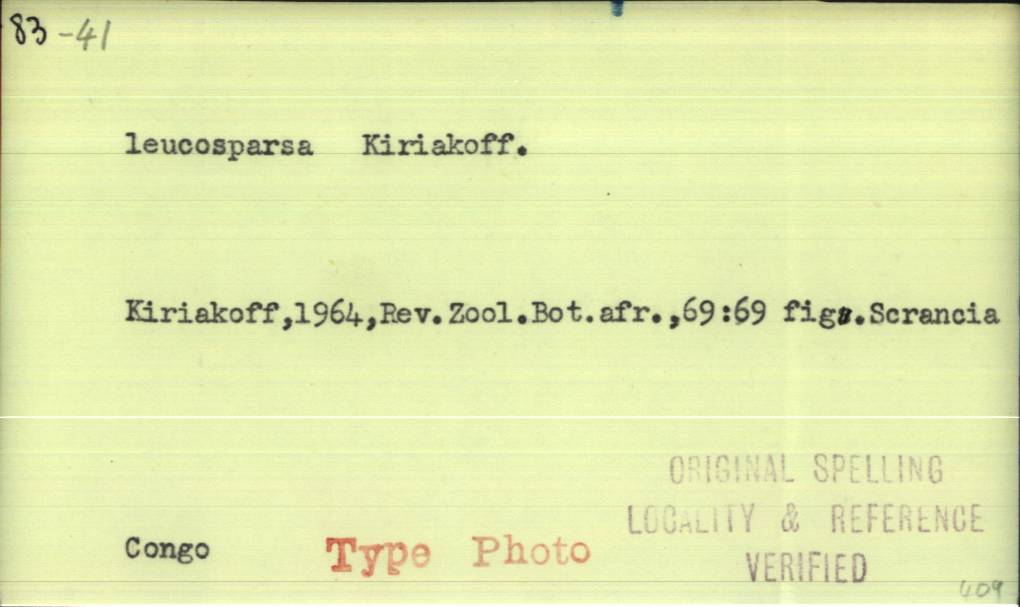 83-41
leucosparsa Kiriakoff.
Kiriakoff,1964,Rev.Zool.Bot.afr.,69:69 figs.Scrancia
ORIGINAL SPELLING
LOCALITY & REFERENCE
VERIFIED
Congo Type Photo
409